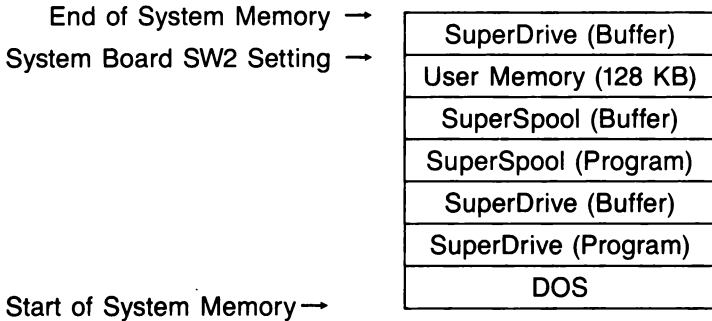 End of System Memory →
SuperDrive (Buffer)
System Board SW2 Setting →
User Memory (128 KB)
SuperSpool (Buffer)
SuperSpool (Program)
SuperDrive (Buffer)
SuperDrive (Program)
DOS
Start of System Memory →